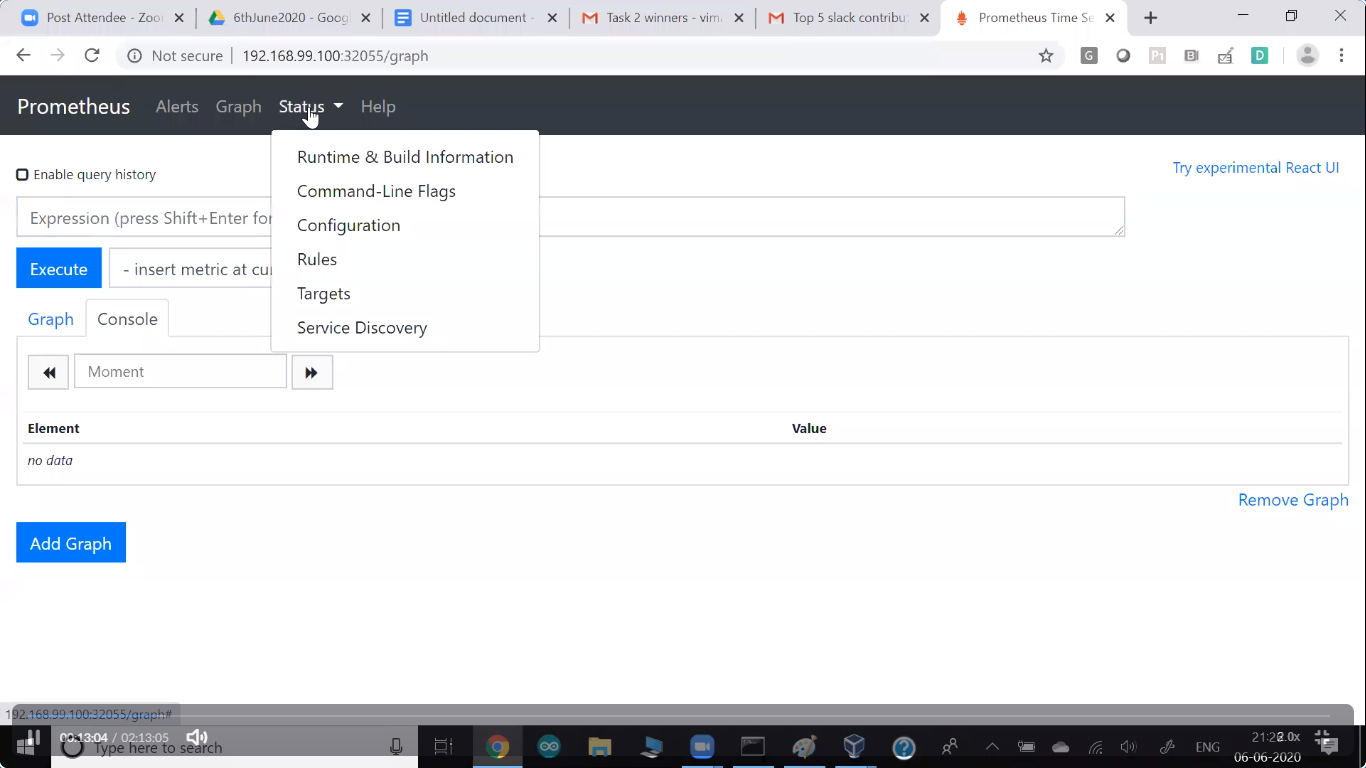 Post Attendee - Zoo
6thJune2020 - Goog
Untitled document -
Task 2 winners - vim
Top 5 slack contribu
Prometheus Time Se
Not secure
192.168.99.100:32055/graph
Prometheus
Alerts
Graph
Status
Help
Runtime & Build Information
Command-Line Flags
Configuration
Rules
Targets
Service Discovery
Enable query history
Try experimental React UI
Expression (press Shift+Enter for
Execute
- insert metric at cu
Graph
Console
Moment
Element
Value
no data
Remove Graph
Add Graph
192.168.99.100:32055/graph#
00:13:04 / 02:13:05
Type here to search
ENG
2.0x
06-06-2020